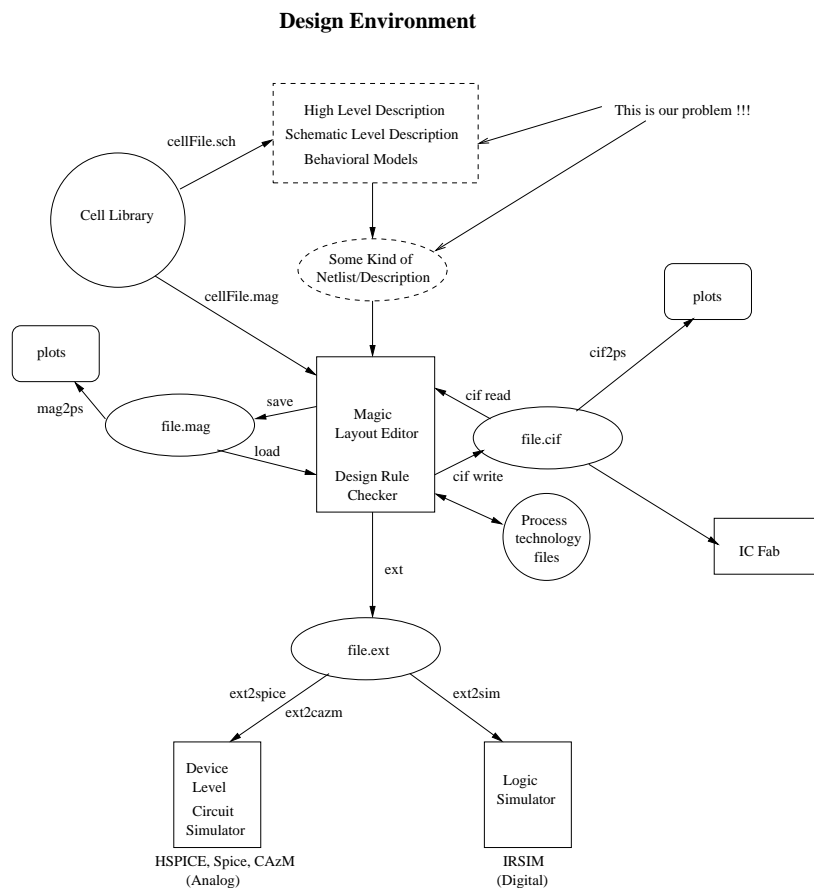 Design Environment
High Level Description
This is our problem !!!
Schematic Level Description
cellFile.sch
Behavioral Models
Cell Library
Some Kind of
Netlist/Description
cellFile.mag
plots
plots
cif2ps
mag2ps
save
cif read
file.mag
Magic
Layout Editor
file.cif
load
cif write
Design Rule
Checker
Process
technology
files
IC Fab
ext
file.ext
ext2spice
ext2cazm
ext2sim
Device
Level
Circuit
Simulator
Logic
Simulator
HSPICE, Spice, CAzM
(Analog)
IRSIM
(Digital)